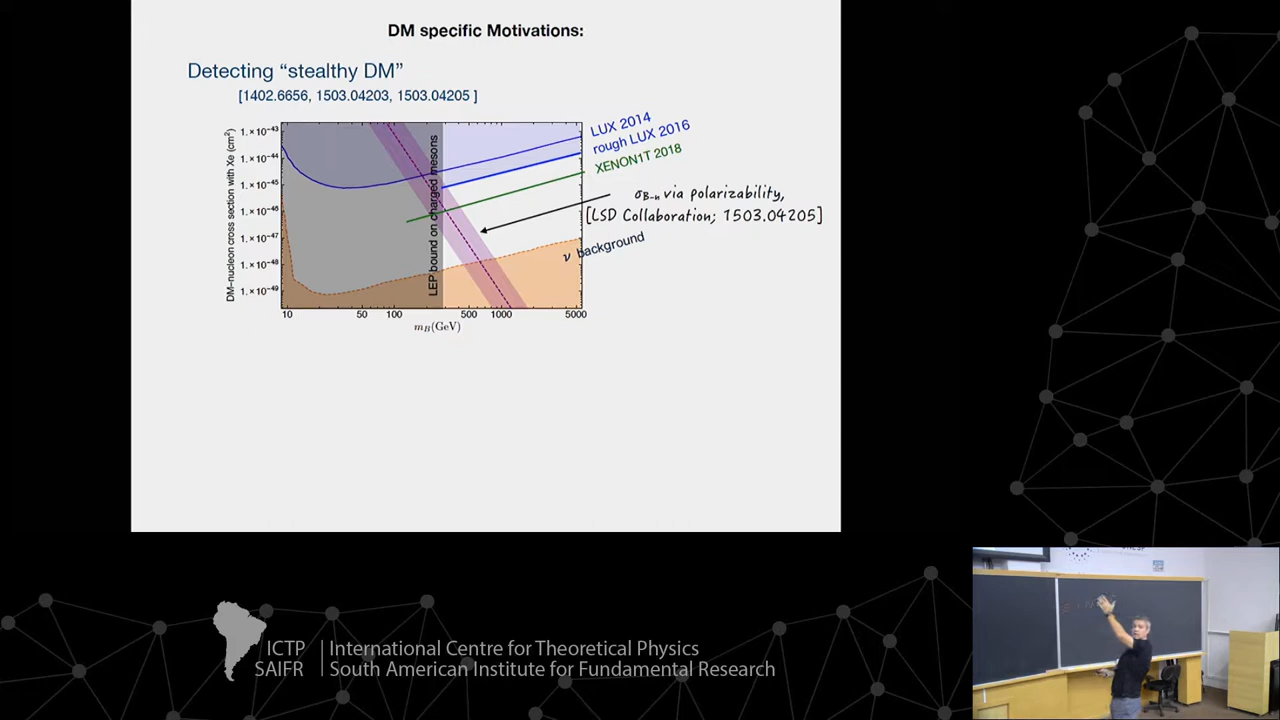 DM specific Motivations:
Detecting “stealthy DM”
[1402.6656, 1503.04203, 1503.04205 ]
DM-nucleon cross section with Xe (cm²)
1.×10⁻⁴³
1.×10⁻⁴⁴
1.×10⁻⁴⁵
1.×10⁻⁴⁶
1.×10⁻⁴⁷
1.×10⁻⁴⁸
1.×10⁻⁴⁹
LEP bound on charged mesons
LUX 2014
rough LUX 2016
XENON1T 2018
σB-n via polarizability,
[LSD Collaboration; 1503.04205]
ν background
10 50 100 500 1000 5000
mB(GeV)
ICTP International Centre for Theoretical Physics
SAIFR South American Institute for Fundamental Research